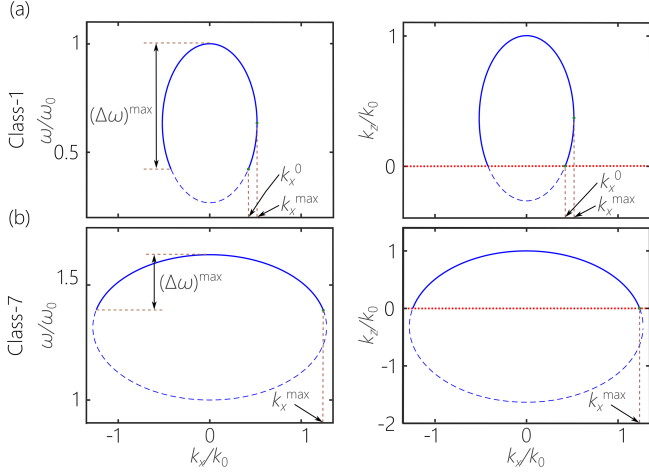 (a)
Class-1
ω/ω₀
1
0.5
(Δω)ᵐᵃˣ
kₓ⁰
kₓᵐᵃˣ
k_z/k₀
1
0
kₓ⁰
kₓᵐᵃˣ
(b)
Class-7
ω/ω₀
1.5
1
(Δω)ᵐᵃˣ
kₓᵐᵃˣ
-1
0
1
kₓ/k₀
k_z/k₀
1
0
-1
-2
kₓᵐᵃˣ
-1
0
1
kₓ/k₀